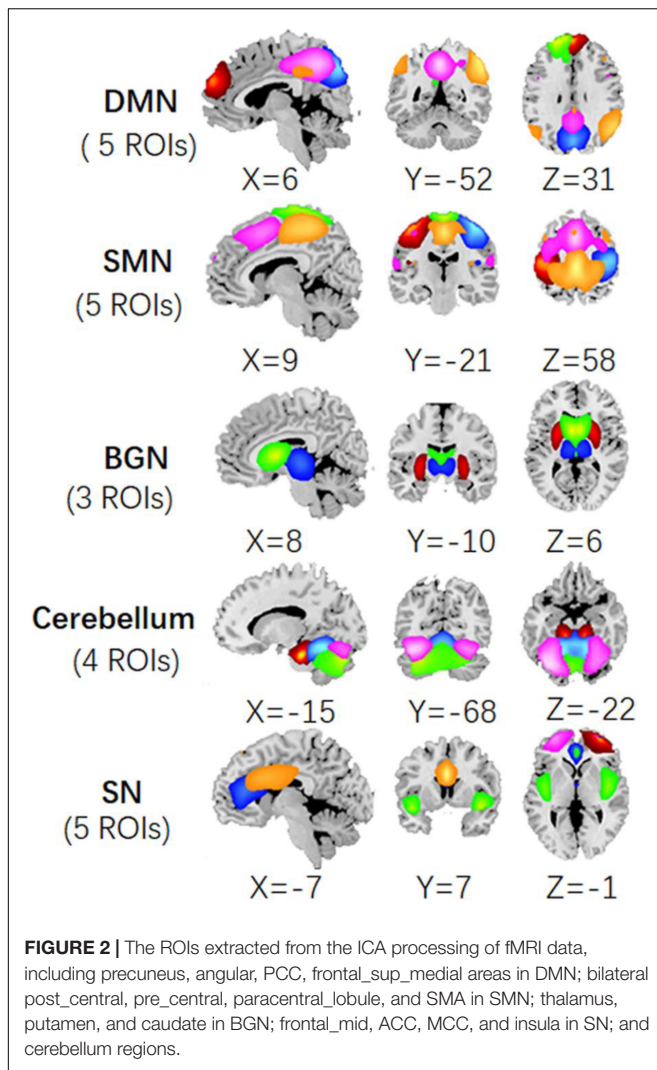 DMN
( 5 ROIs)
X=6 Y=-52 Z=31
SMN
(5 ROIs)
X=9 Y=-21 Z=58
BGN
(3 ROIs)
X=8 Y=-10 Z=6
Cerebellum
(4 ROIs)
X=-15 Y=-68 Z=-22
SN
(5 ROIs)
X=-7 Y=7 Z=-1
FIGURE 2 | The ROIs extracted from the ICA processing of fMRI data,
including precuneus, angular, PCC, frontal_sup_medial areas in DMN; bilateral
post_central, pre_central, paracentral_lobule, and SMA in SMN; thalamus,
putamen, and caudate in BGN; frontal_mid, ACC, MCC, and insula in SN; and
cerebellum regions.